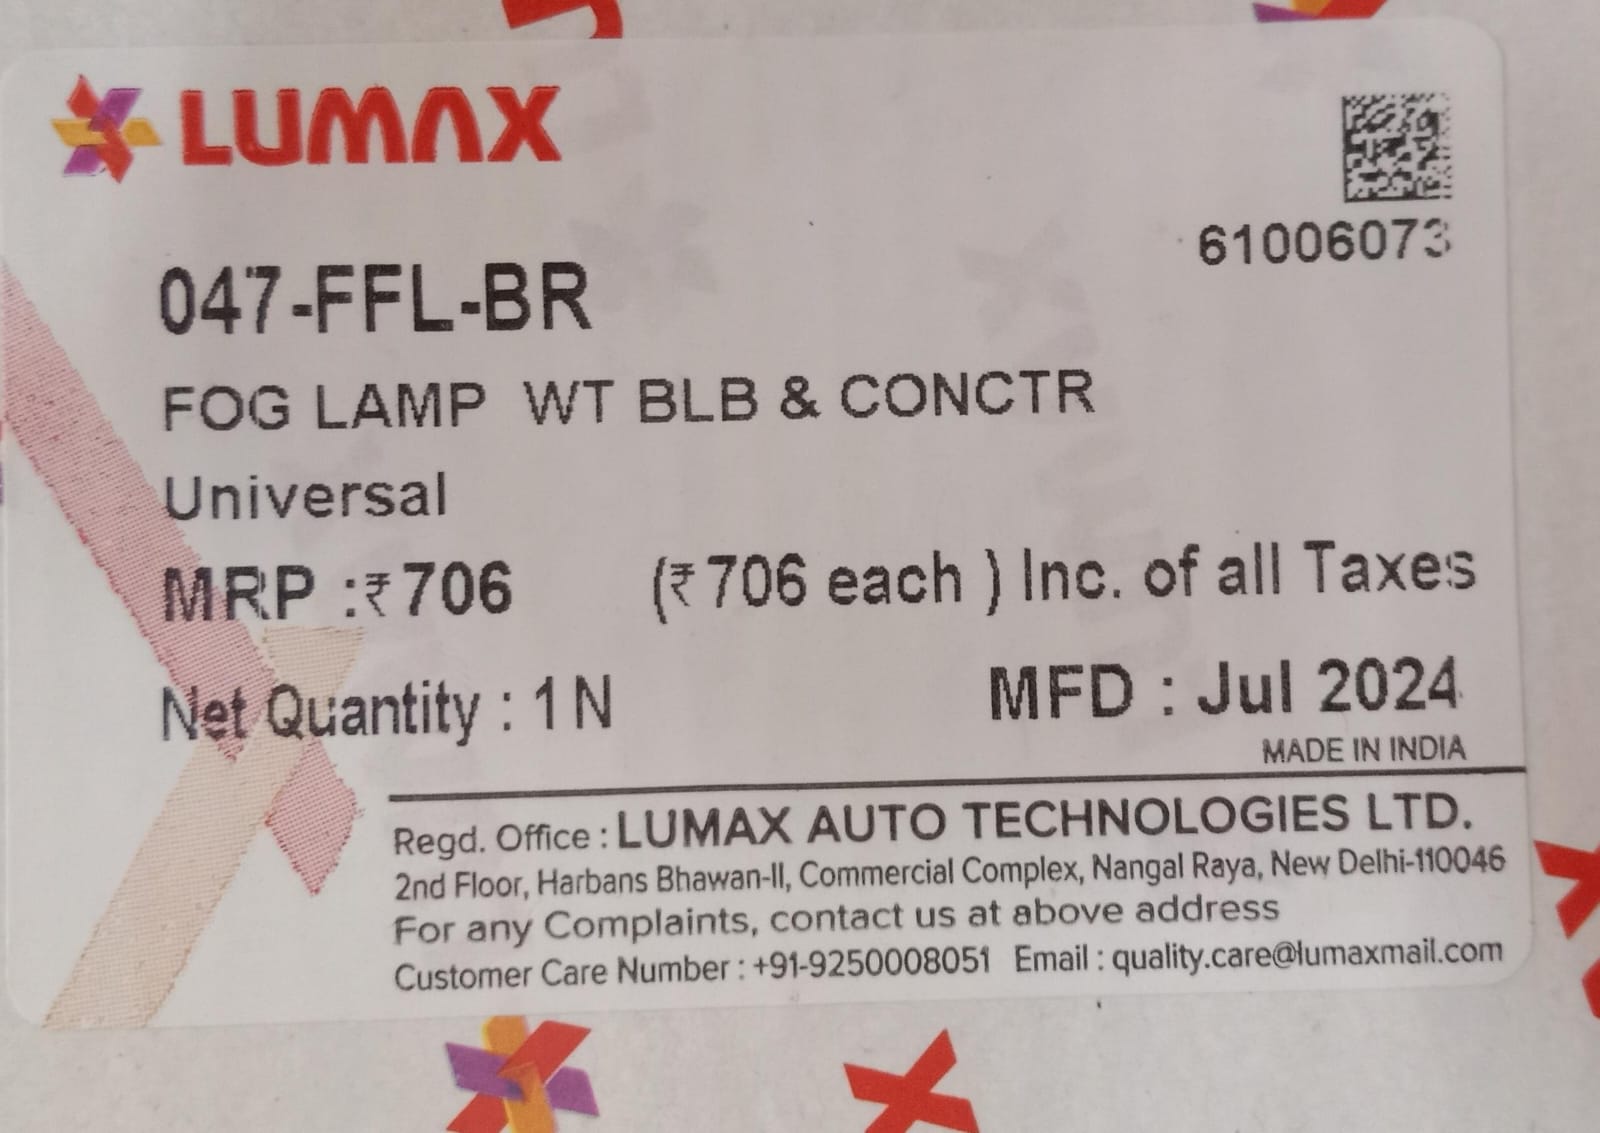 LUMAX
61006073
047-FFL-BR
FOG LAMP WT BLB & CONCTR
Universal
MRP :₹706 (₹706 each ) Inc. of all Taxes
Net Quantity : 1 N MFD : Jul 2024
MADE IN INDIA
Regd. Office : LUMAX AUTO TECHNOLOGIES LTD.
2nd Floor, Harbans Bhawan-II, Commercial Complex, Nangal Raya, New Delhi-110046
For any Complaints, contact us at above address
Customer Care Number : +91-9250008051 Email : quality.care@lumaxmail.com